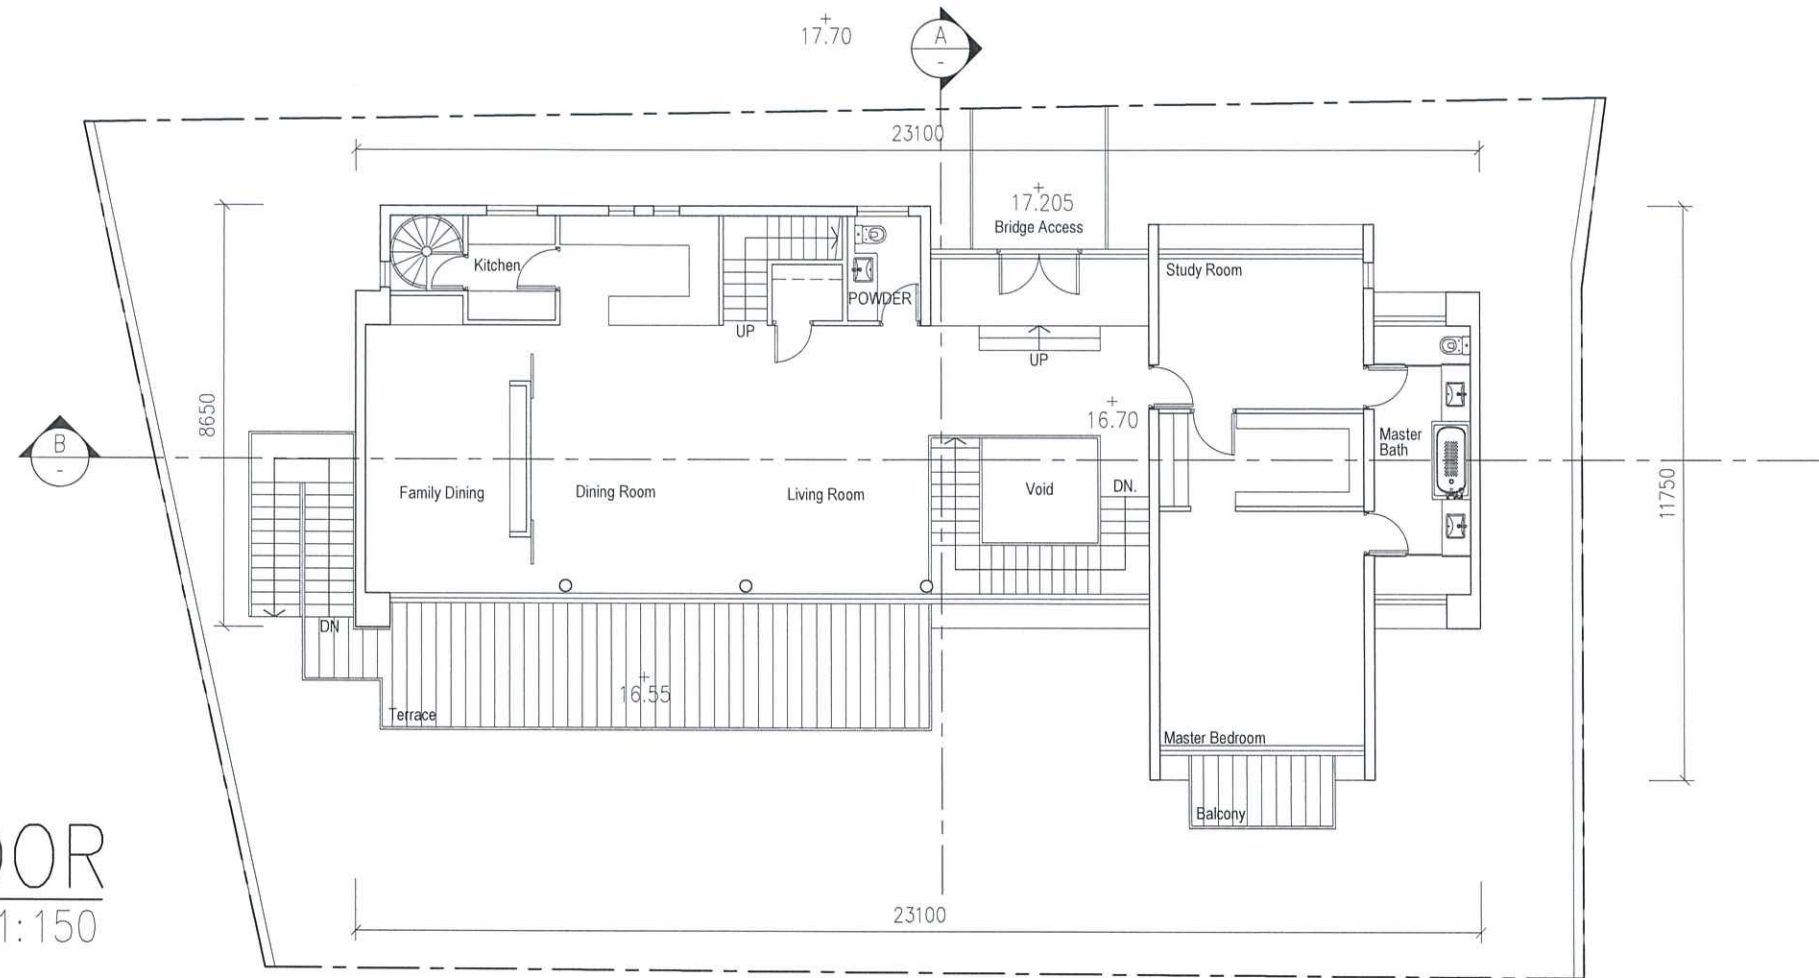 17.70
A
-
23100
17.205
Bridge Access
Kitchen
Study Room
POWDER
UP
UP
8650
16.70
B
-
Master
Bath
Family Dining
Dining Room
Living Room
Void
DN.
11750
DN
16.55
Terrace
Master Bedroom
Balcony
OOR
1:150
23100